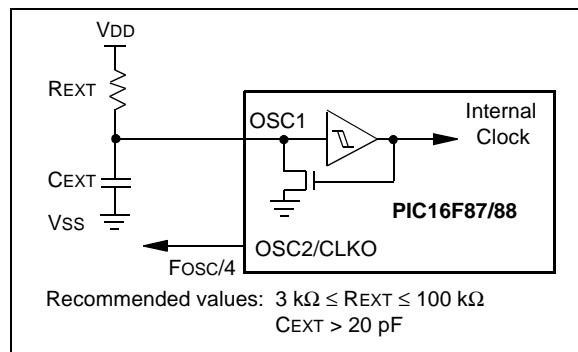 VDD
REXT
OSC1
Internal
Clock
CEXT
PIC16F87/88
VSS
OSC2/CLKO
FOSC/4
Recommended values: 3 kΩ ≤ REXT ≤ 100 kΩ
CEXT > 20 pF